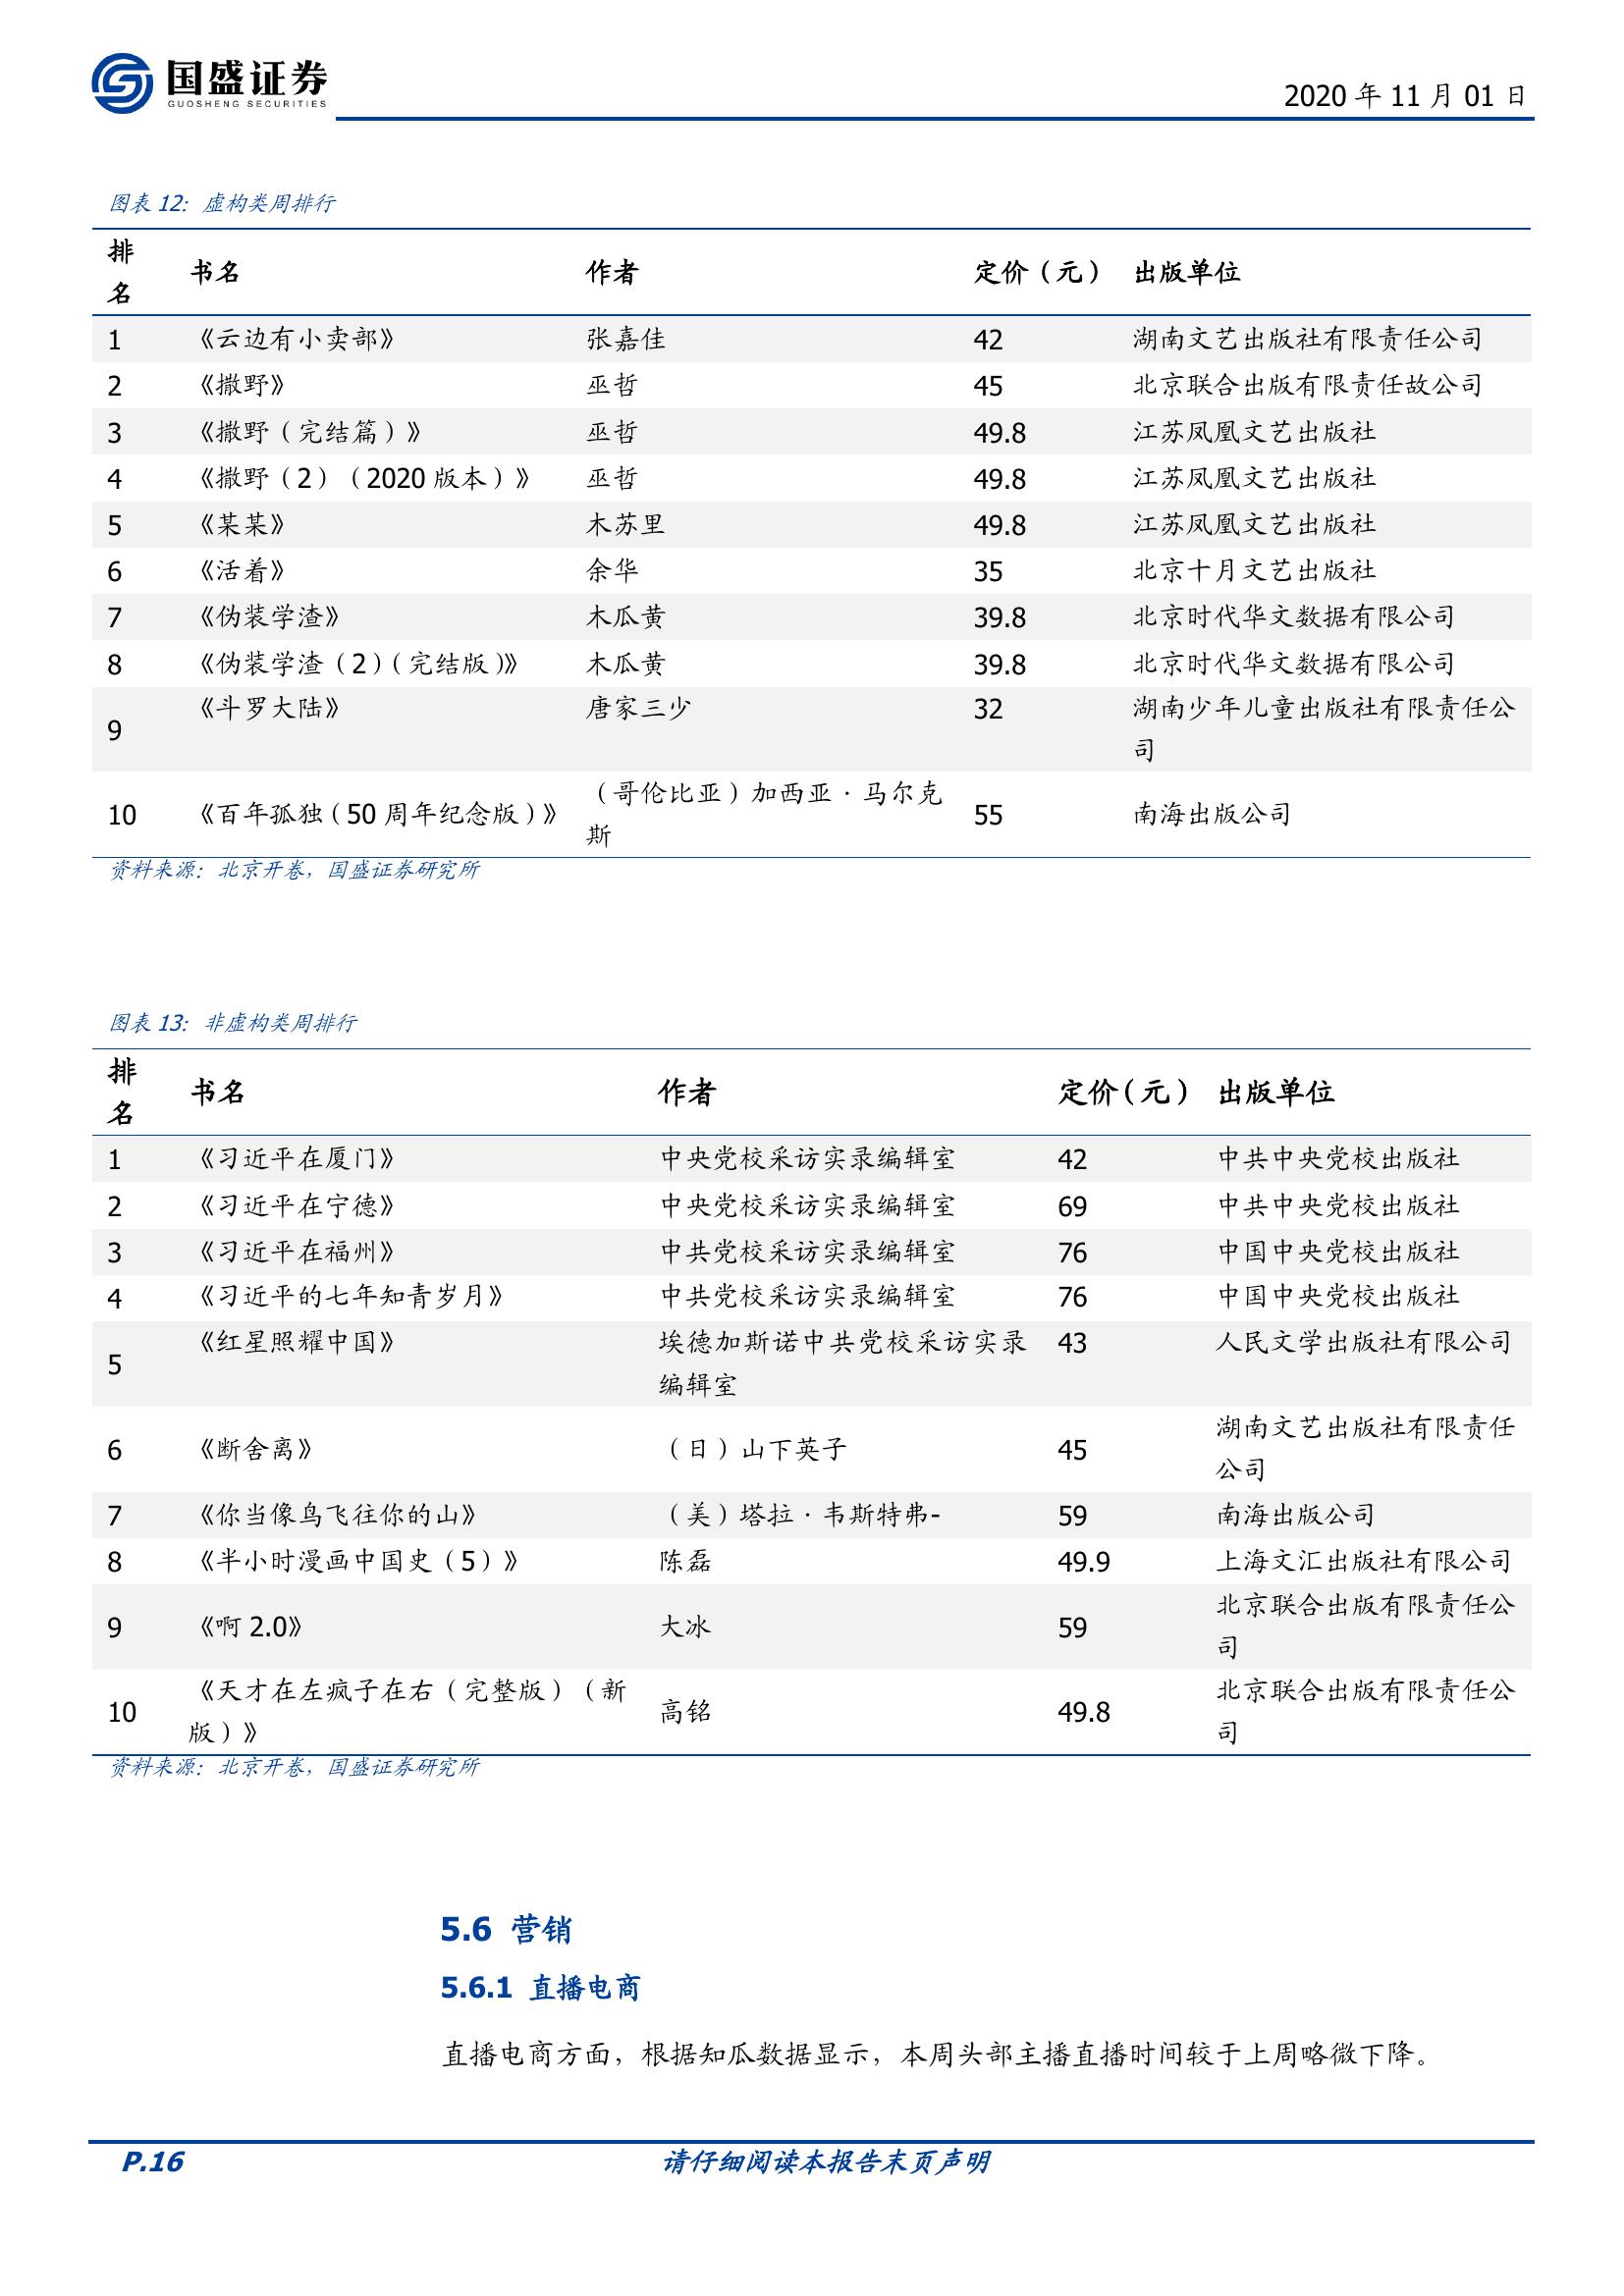 国盛证券
GUOSHENG SECURITIES
2020 年 11 月 01 日
图表 12：虚构类周排行
排名 书名 作者 定价（元） 出版单位
1 《云边有小卖部》 张嘉佳 42 湖南文艺出版社有限责任公司
2 《撒野》 巫哲 45 北京联合出版有限责任故公司
3 《撒野（完结篇）》 巫哲 49.8 江苏凤凰文艺出版社
4 《撒野（2）（2020 版本）》 巫哲 49.8 江苏凤凰文艺出版社
5 《某某》 木苏里 49.8 江苏凤凰文艺出版社
6 《活着》 余华 35 北京十月文艺出版社
7 《伪装学渣》 木瓜黄 39.8 北京时代华文数据有限公司
8 《伪装学渣（2）（完结版）》 木瓜黄 39.8 北京时代华文数据有限公司
9 《斗罗大陆》 唐家三少 32 湖南少年儿童出版社有限责任公司
10 《百年孤独（50 周年纪念版）》 （哥伦比亚）加西亚·马尔克斯 55 南海出版公司
资料来源：北京开卷，国盛证券研究所
图表 13：非虚构类周排行
排名 书名 作者 定价（元） 出版单位
1 《习近平在厦门》 中央党校采访实录编辑室 42 中共中央党校出版社
2 《习近平在宁德》 中央党校采访实录编辑室 69 中共中央党校出版社
3 《习近平在福州》 中共党校采访实录编辑室 76 中国中央党校出版社
4 《习近平的七年知青岁月》 中共党校采访实录编辑室 76 中国中央党校出版社
5 《红星照耀中国》 埃德加斯诺中共党校采访实录编辑室 43 人民文学出版社有限公司
6 《断舍离》 （日）山下英子 45 湖南文艺出版社有限责任公司
7 《你当像鸟飞往你的山》 （美）塔拉·韦斯特弗- 59 南海出版公司
8 《半小时漫画中国史（5）》 陈磊 49.9 上海文汇出版社有限公司
9 《啊 2.0》 大冰 59 北京联合出版有限责任公司
10 《天才在左疯子在右（完整版）（新版）》 高铭 49.8 北京联合出版有限责任公司
资料来源：北京开卷，国盛证券研究所
5.6 营销
5.6.1 直播电商
直播电商方面，根据知瓜数据显示，本周头部主播直播时间较于上周略微下降。
P.16 请仔细阅读本报告末页声明